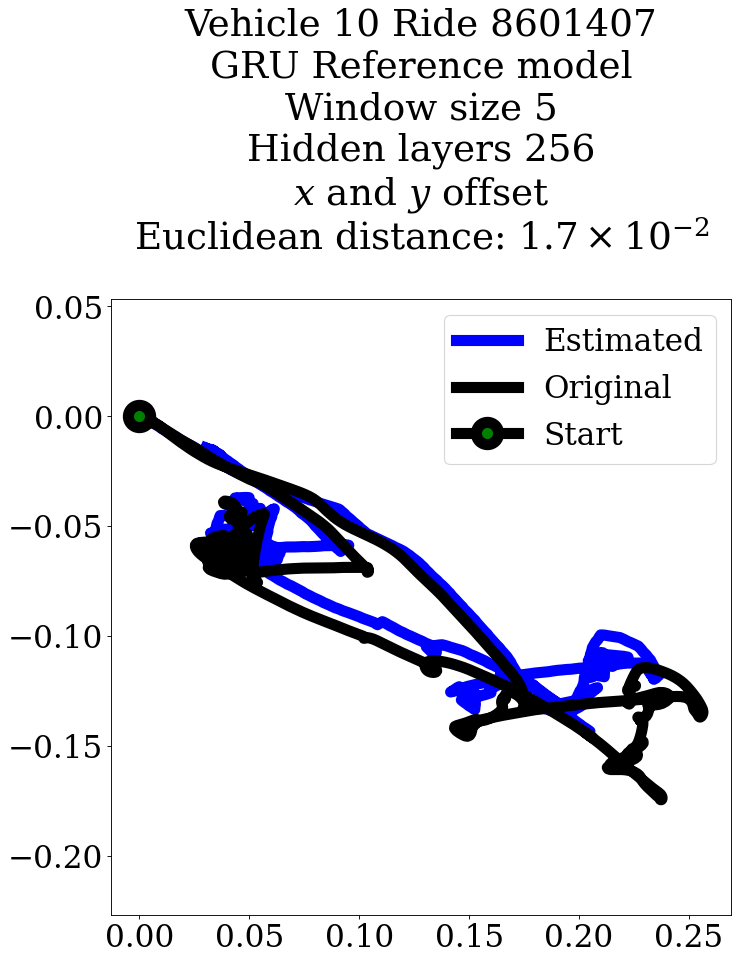 Vehicle 10 Ride 8601407
GRU Reference model
Window size 5
Hidden layers 256
x and y offset
Euclidean distance: 1.7 × 10⁻²
0.05
0.00
−0.05
−0.10
−0.15
−0.20
Estimated
Original
Start
0.00 0.05 0.10 0.15 0.20 0.25